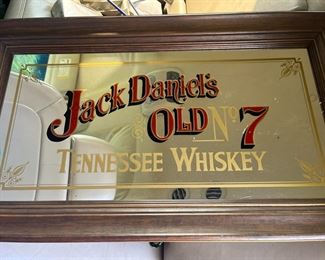 Jack Daniel's
OLD Nº 7
TENNESSEE WHISKEY